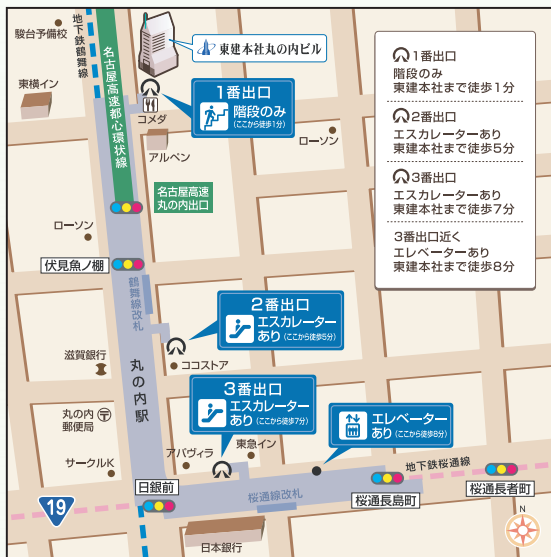 駿台予備校
地下鉄鶴舞線
東横イン
名古屋高速都心環状線
東建本社丸の内ビル
コメダ
アルペン
1番出口
階段のみ
(ここから徒歩1分)
ローソン
1番出口
階段のみ
東建本社まで徒歩1分
2番出口
エスカレーターあり
東建本社まで徒歩5分
3番出口
エスカレーターあり
東建本社まで徒歩7分
3番出口近く
エレベーターあり
東建本社まで徒歩8分
名古屋高速
丸の内出口
ローソン
伏見魚ノ棚
鶴舞線改札
2番出口
エスカレーター
あり(ここから徒歩5分)
ココストア
滋賀銀行
丸の内駅
丸の内
郵便局
3番出口
エスカレーター
あり(ここから徒歩7分)
エレベーター
あり(ここから徒歩8分)
サークルK
アパヴィラ
東急イン
地下鉄桜通線
19
日銀前
桜通線改札
桜通長島町
桜通長者町
日本銀行
N